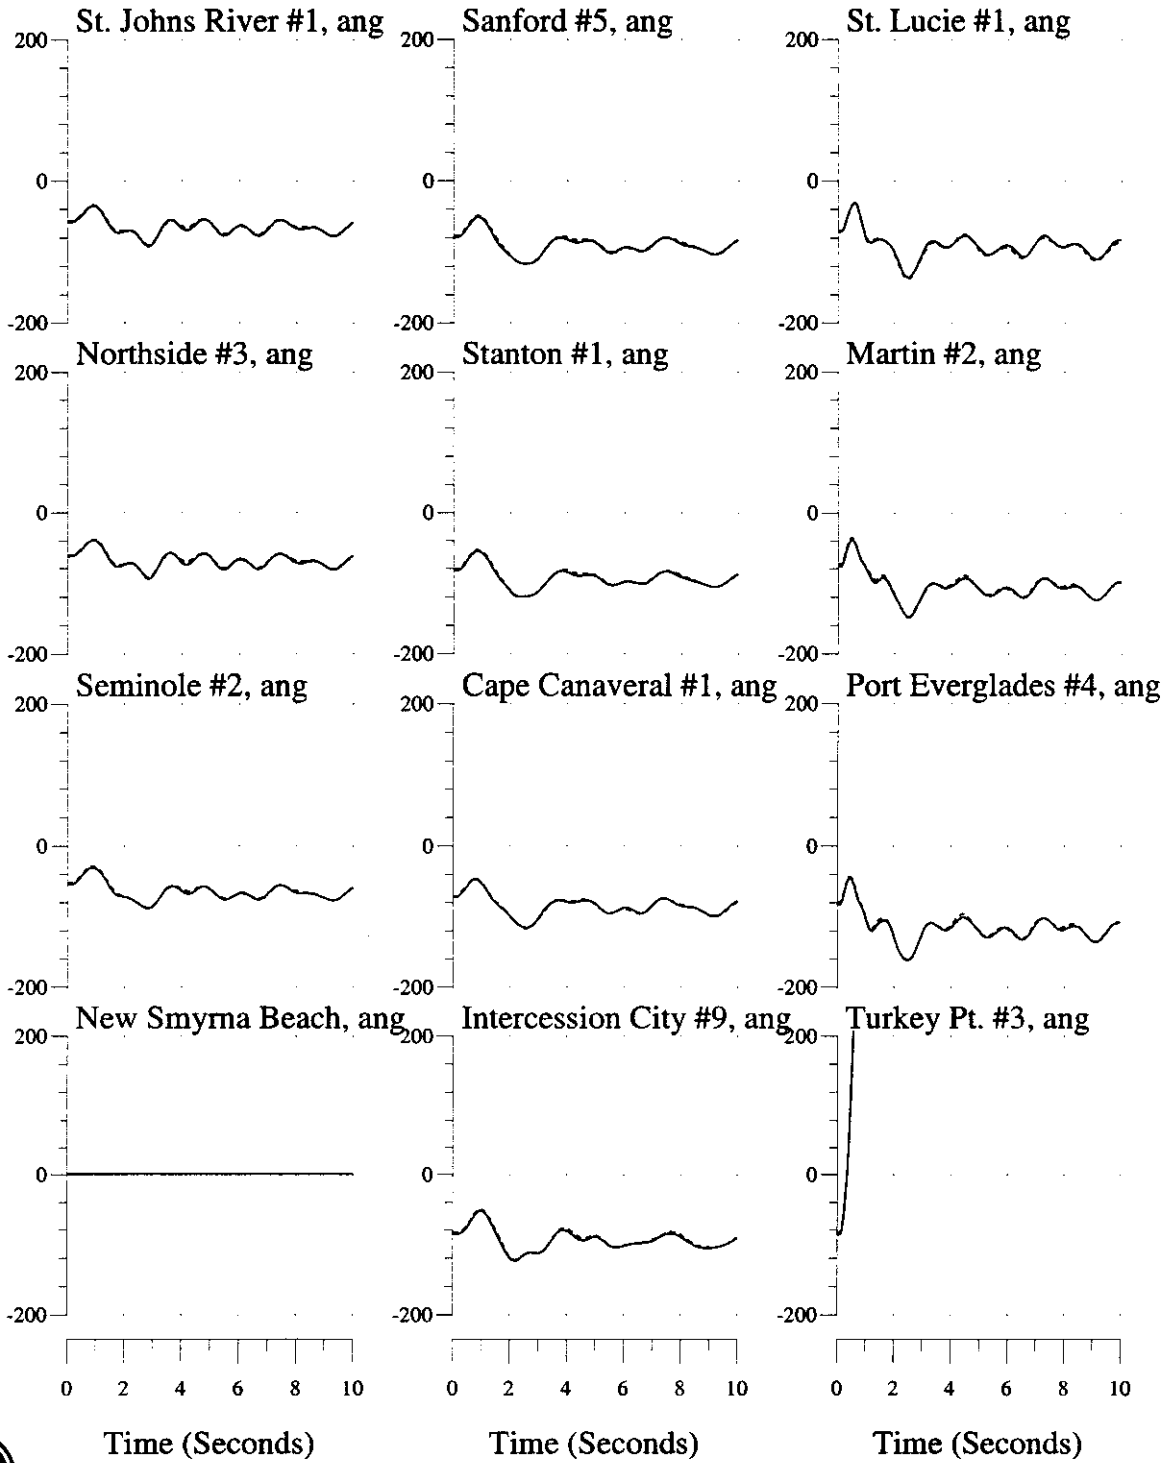 St. Johns River #1, ang
Sanford #5, ang
St. Lucie #1, ang
200
0
-200
200
0
-200
200
0
-200
Northside #3, ang
Stanton #1, ang
Martin #2, ang
200
0
-200
200
0
-200
200
0
-200
Seminole #2, ang
Cape Canaveral #1, ang
Port Everglades #4, ang
200
0
-200
200
0
-200
200
0
-200
New Smyrna Beach, ang
Intercession City #9, ang
Turkey Pt. #3, ang
200
0
-200
200
0
-200
200
0
-200
0 2 4 6 8 10
0 2 4 6 8 10
0 2 4 6 8 10
Time (Seconds)
Time (Seconds)
Time (Seconds)